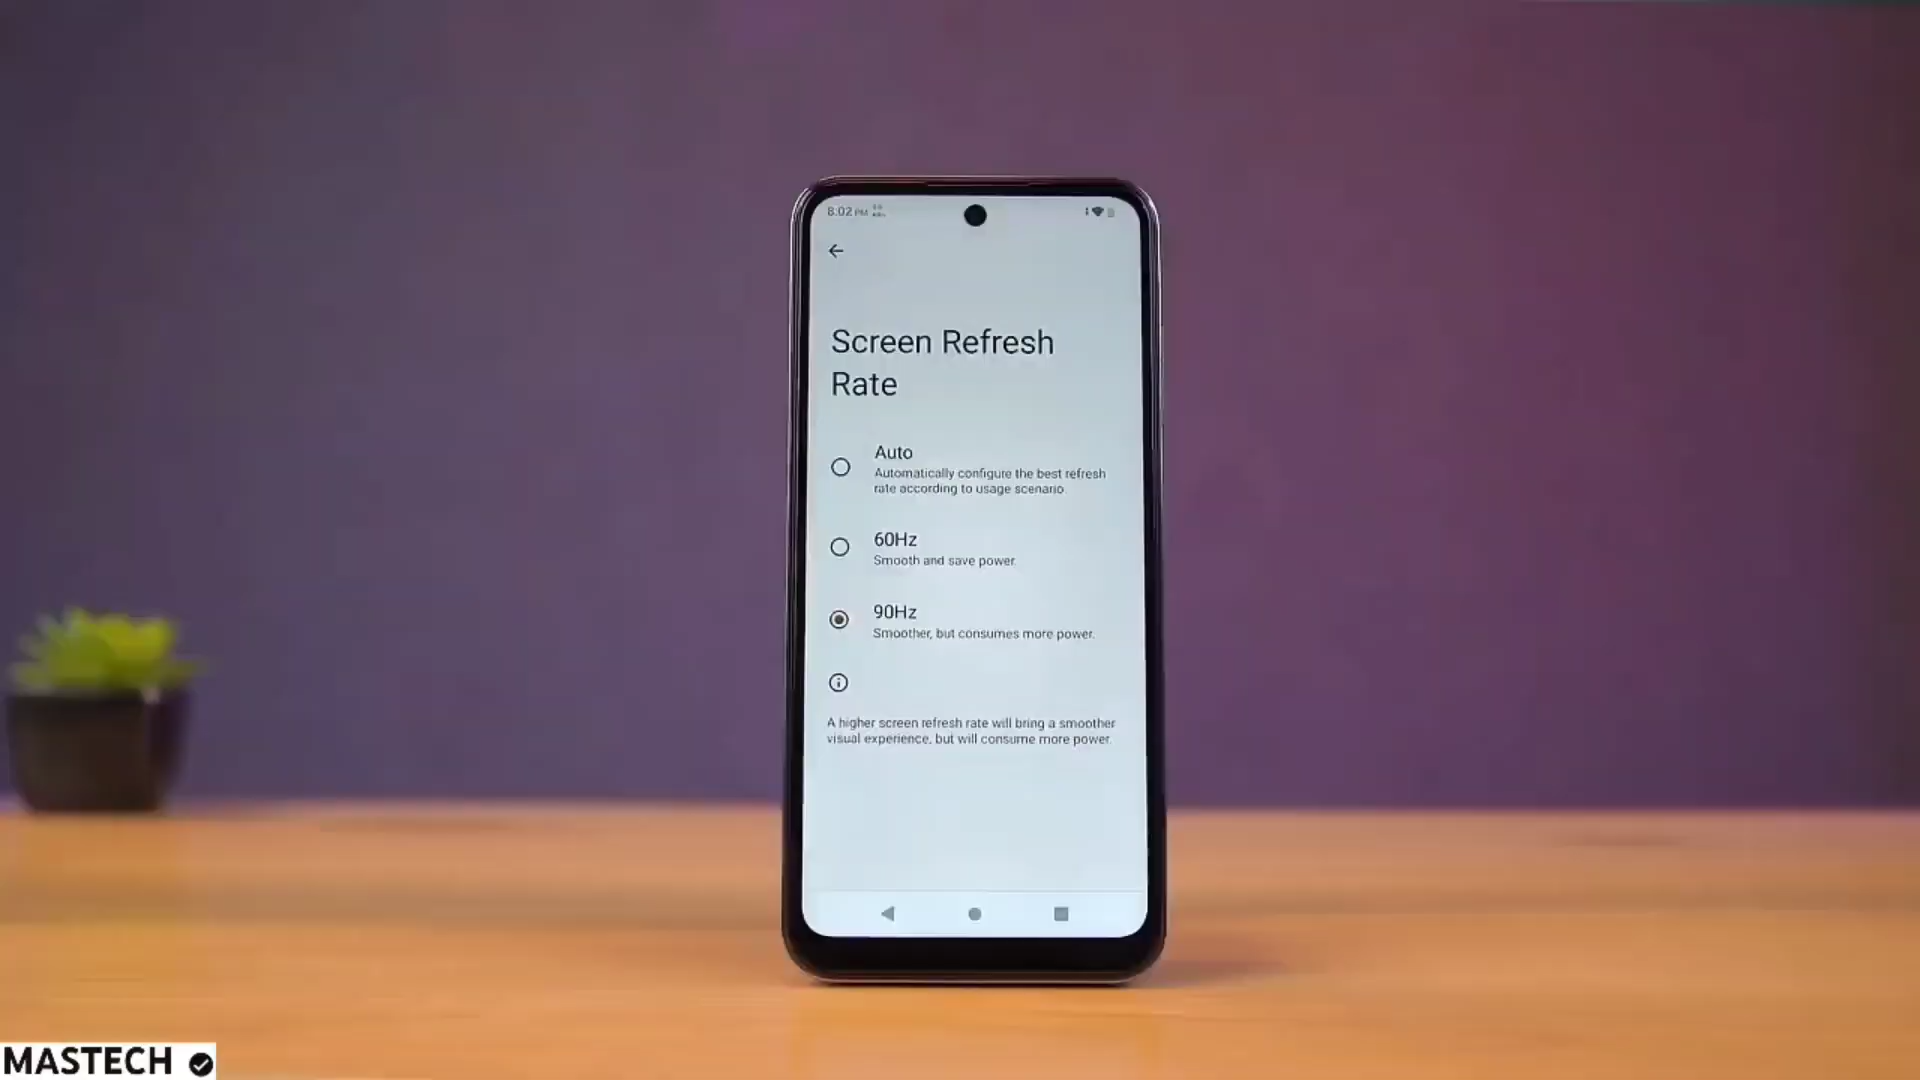 8:02 PM
Screen Refresh
Rate
Auto
Automatically configure the best refresh
rate according to usage scenario.
60Hz
Smooth and save power.
90Hz
Smoother, but consumes more power.
A higher screen refresh rate will bring a smoother
visual experience, but will consume more power.
MASTECH